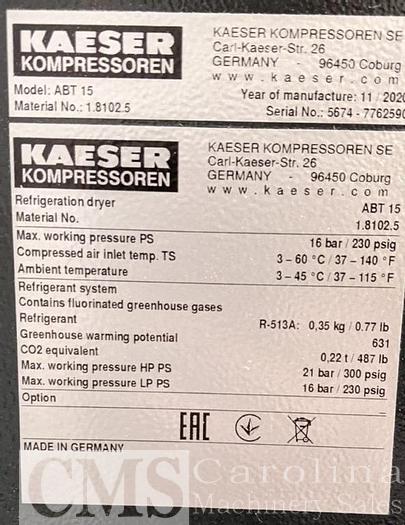 KAESER
KOMPRESSOREN
KAESER KOMPRESSOREN SE
Carl-Kaeser-Str. 26
GERMANY - 96450 Coburg
www.kaeser.com
Model: ABT 15
Year of manufacture: 11 / 2020
Material No.: 1.8102.5
Serial No.: 5674 - 7762590
KAESER
KOMPRESSOREN
KAESER KOMPRESSOREN SE
Carl-Kaeser-Str. 26
GERMANY - 96450 Coburg
www.kaeser.com
Refrigeration dryer ABT 15
Material No. 1.8102.5
Max. working pressure PS 16 bar / 230 psig
Compressed air inlet temp. TS 3 – 60 °C / 37 – 140 °F
Ambient temperature 3 – 45 °C / 37 – 115 °F
Refrigerant system
Contains fluorinated greenhouse gases
Refrigerant R-513A: 0,35 kg / 0.77 lb
Greenhouse warming potential 631
CO2 equivalent 0,22 t / 487 lb
Max. working pressure HP PS 21 bar / 300 psig
Max. working pressure LP PS 16 bar / 230 psig
Option
EAC
MADE IN GERMANY
CMS Carolina
Machinery Sales